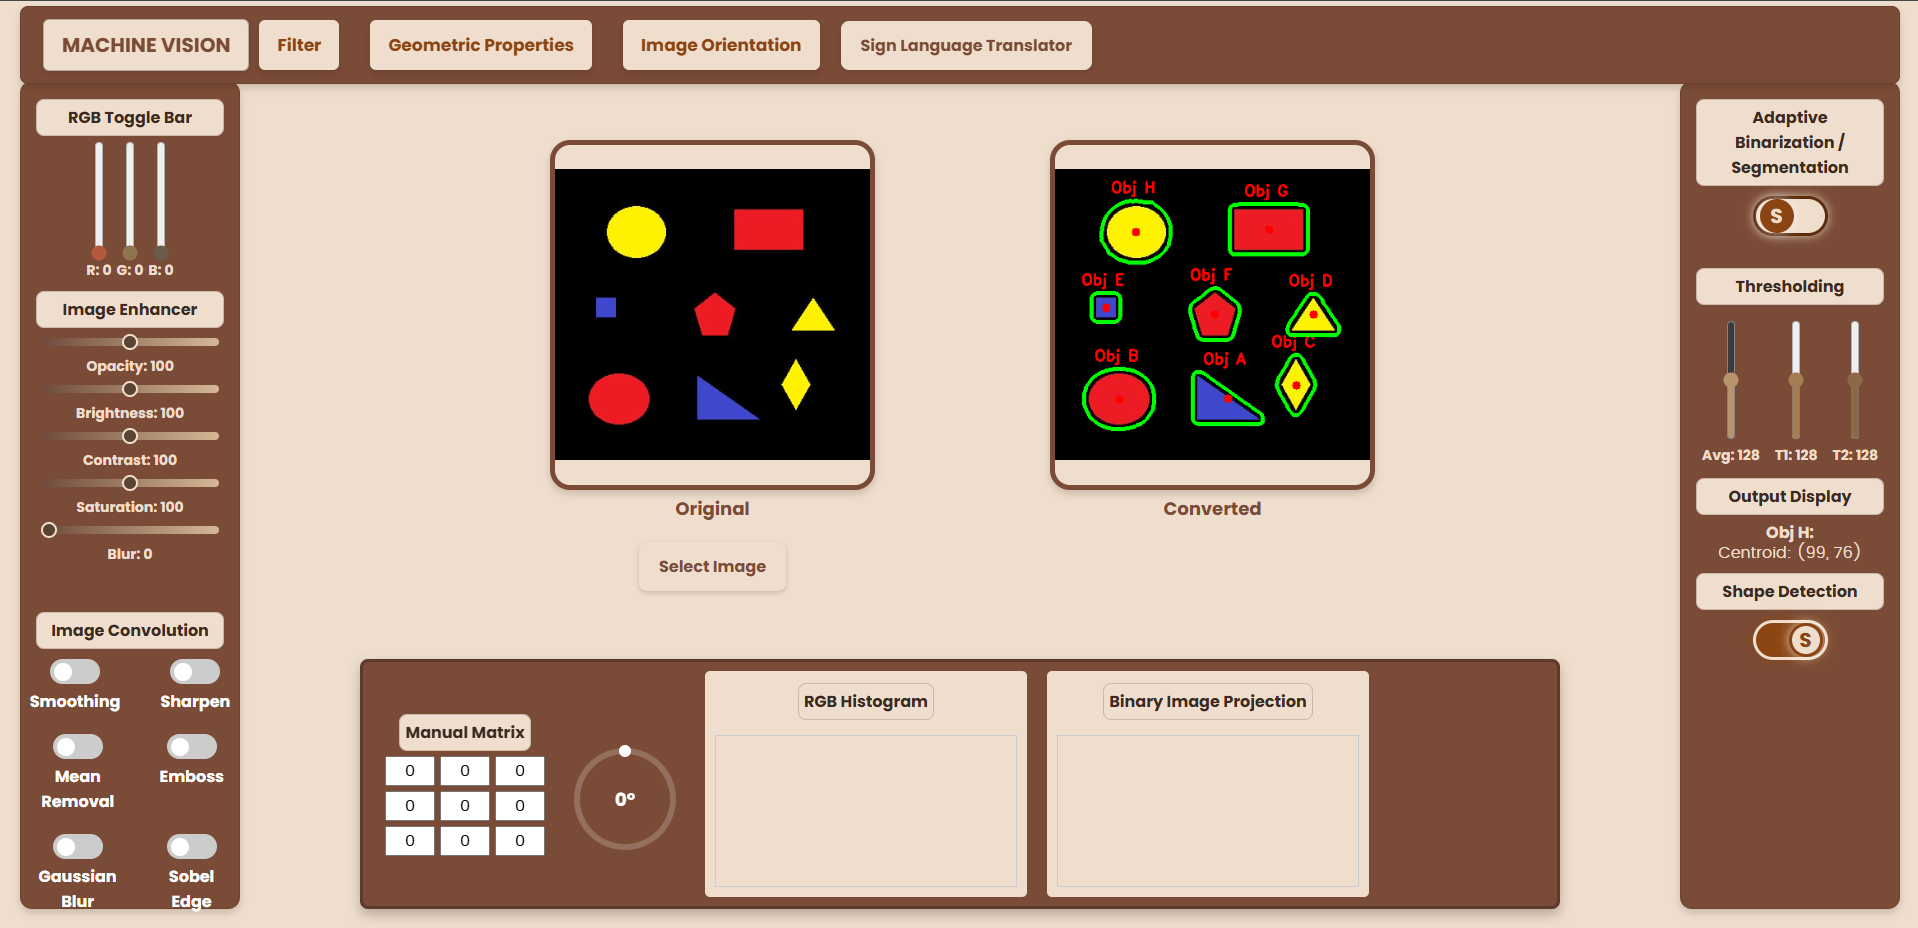 MACHINE VISION
Filter
Geometric Properties
Image Orientation
Sign Language Translator
RGB Toggle Bar
R: 0 G: 0 B: 0
Image Enhancer
Opacity: 100
Brightness: 100
Contrast: 100
Saturation: 100
Blur: 0
Image Convolution
Smoothing
Sharpen
Mean
Removal
Emboss
Gaussian
Blur
Sobel
Edge
Original
Select Image
Obj H
Obj G
Obj E
Obj F
Obj D
Obj B
Obj A
Obj C
Converted
Manual Matrix
0 0 0
0 0 0
0 0 0
0°
RGB Histogram
Binary Image Projection
Adaptive
Binarization /
Segmentation
S
Thresholding
Avg: 128 T1: 128 T2: 128
Output Display
Obj H:
Centroid: (99, 76)
Shape Detection
S